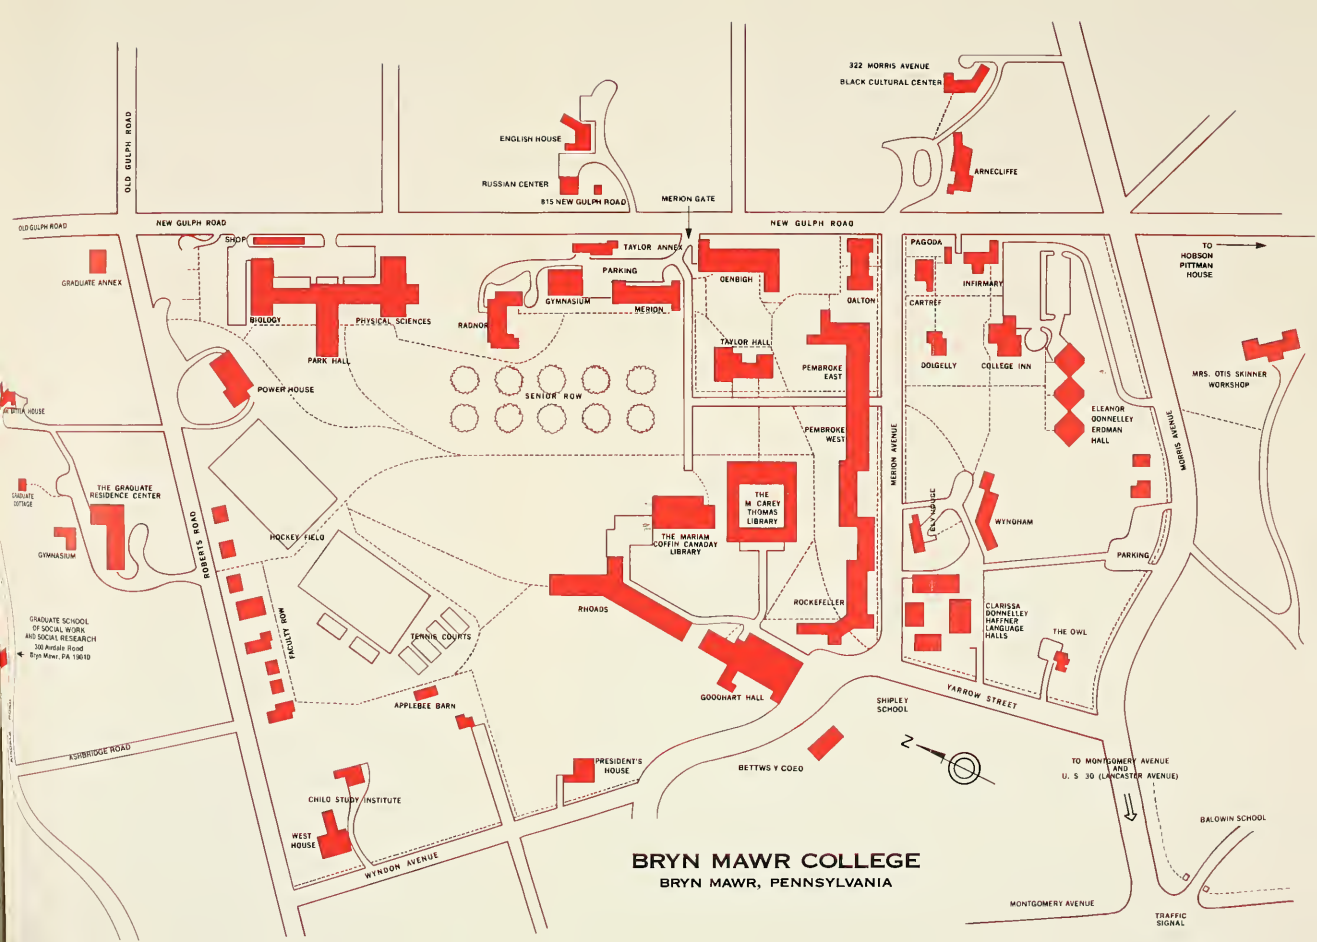 322 MORRIS AVENUE
BLACK CULTURAL CENTER
OLD GULPH ROAD
ENGLISH HOUSE
ARNECLIFFE
RUSSIAN CENTER
815 NEW GULPH ROAD
MERION GATE
OLD GULPH ROAD
NEW GULPH ROAD
NEW GULPH ROAD
SHOP
TAYLOR ANNEX
PAGODA
TO
HOBSON
PITTMAN
HOUSE
GRADUATE ANNEX
PARKING
DENBIGH
INFIRMARY
GYMNASIUM
MERION
DALTON
CARTREF
BIOLOGY
PHYSICAL SCIENCES
RADNOR
TAYLOR HALL
PARK HALL
PEMBROKE
EAST
DOLGELLY
COLLEGE INN
MRS. OTIS SKINNER
WORKSHOP
POWER HOUSE
SENIOR ROW
HOUSE
ELEANOR
DONNELLEY
ERDMAN
HALL
PEMBROKE
WEST
MERION AVENUE
MORRIS AVENUE
THE GRADUATE
RESIDENCE CENTER
GRADUATE
COTTAGE
THE
M CAREY
THOMAS
LIBRARY
ELY HOUSE
WYNDHAM
ROBERTS ROAD
HOCKEY FIELD
THE MARIAM
COFFIN CANADAY
LIBRARY
GYMNASIUM
PARKING
RHOADS
ROCKEFELLER
CLARISSA
DONNELLEY
HAFFNER
LANGUAGE
HALLS
GRADUATE SCHOOL
OF SOCIAL WORK
AND SOCIAL RESEARCH
300 Airdale Road
Bryn Mawr, PA 19010
FACULTY ROW
TENNIS COURTS
THE OWL
APPLEBEE BARN
GOODHART HALL
SHIPLEY
SCHOOL
YARROW STREET
ASHBRIDGE ROAD
N
PRESIDENT'S
HOUSE
BETTWS Y COED
TO MONTGOMERY AVENUE
AND
U. S 30 (LANCASTER AVENUE)
CHILD STUDY INSTITUTE
WEST
HOUSE
BALDWIN SCHOOL
WYNDON AVENUE
BRYN MAWR COLLEGE
BRYN MAWR, PENNSYLVANIA
MONTGOMERY AVENUE
TRAFFIC
SIGNAL